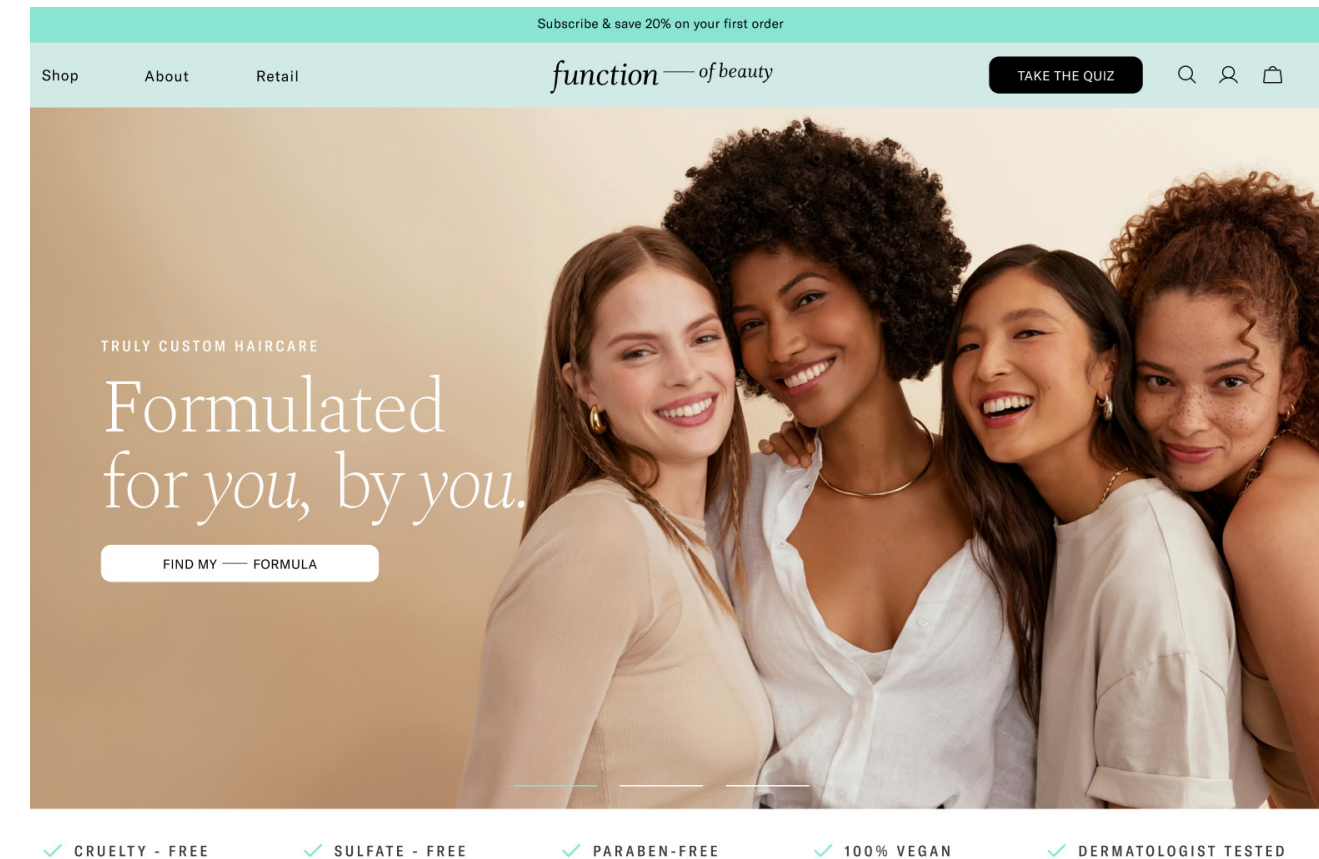 Subscribe & save 20% on your first order
Shop About Retail function — of beauty TAKE THE QUIZ
TRULY CUSTOM HAIRCARE
Formulated
for you, by you.
FIND MY — FORMULA
CRUELTY - FREE SULFATE - FREE PARABEN-FREE 100% VEGAN DERMATOLOGIST TESTED